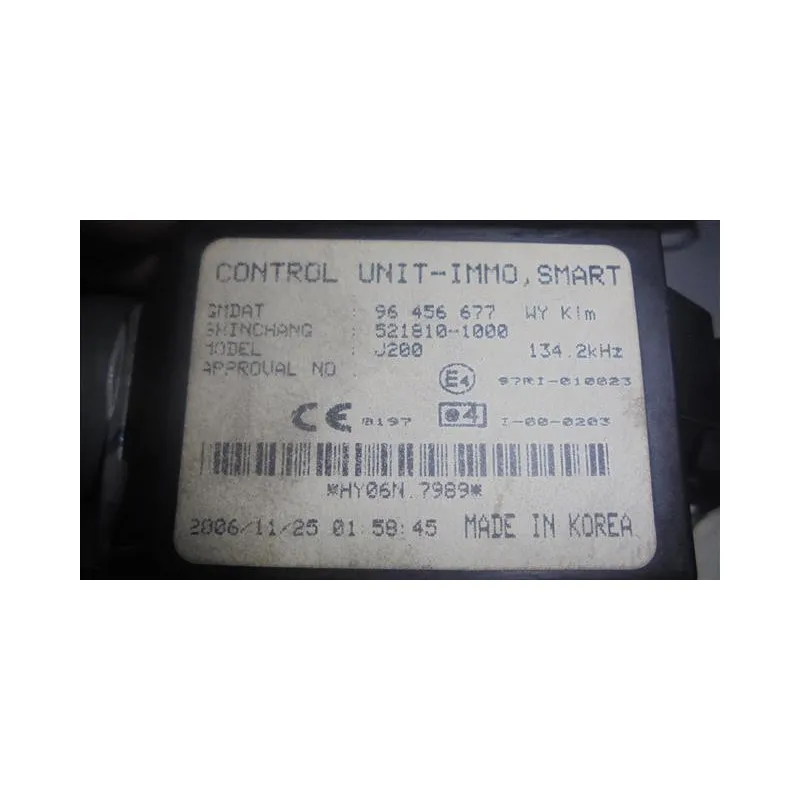 CONTROL UNIT-IMMO, SMART
GMDAT : 96 456 677 WY Kim
SHINCHANG : 521810-1000
MODEL : J200 134.2kHz
APPROVAL NO : E4 97RI-010023
CE 0197 e4 I-00-0203
*HY06N.7989*
2006/11/25 01:58:45 MADE IN KOREA